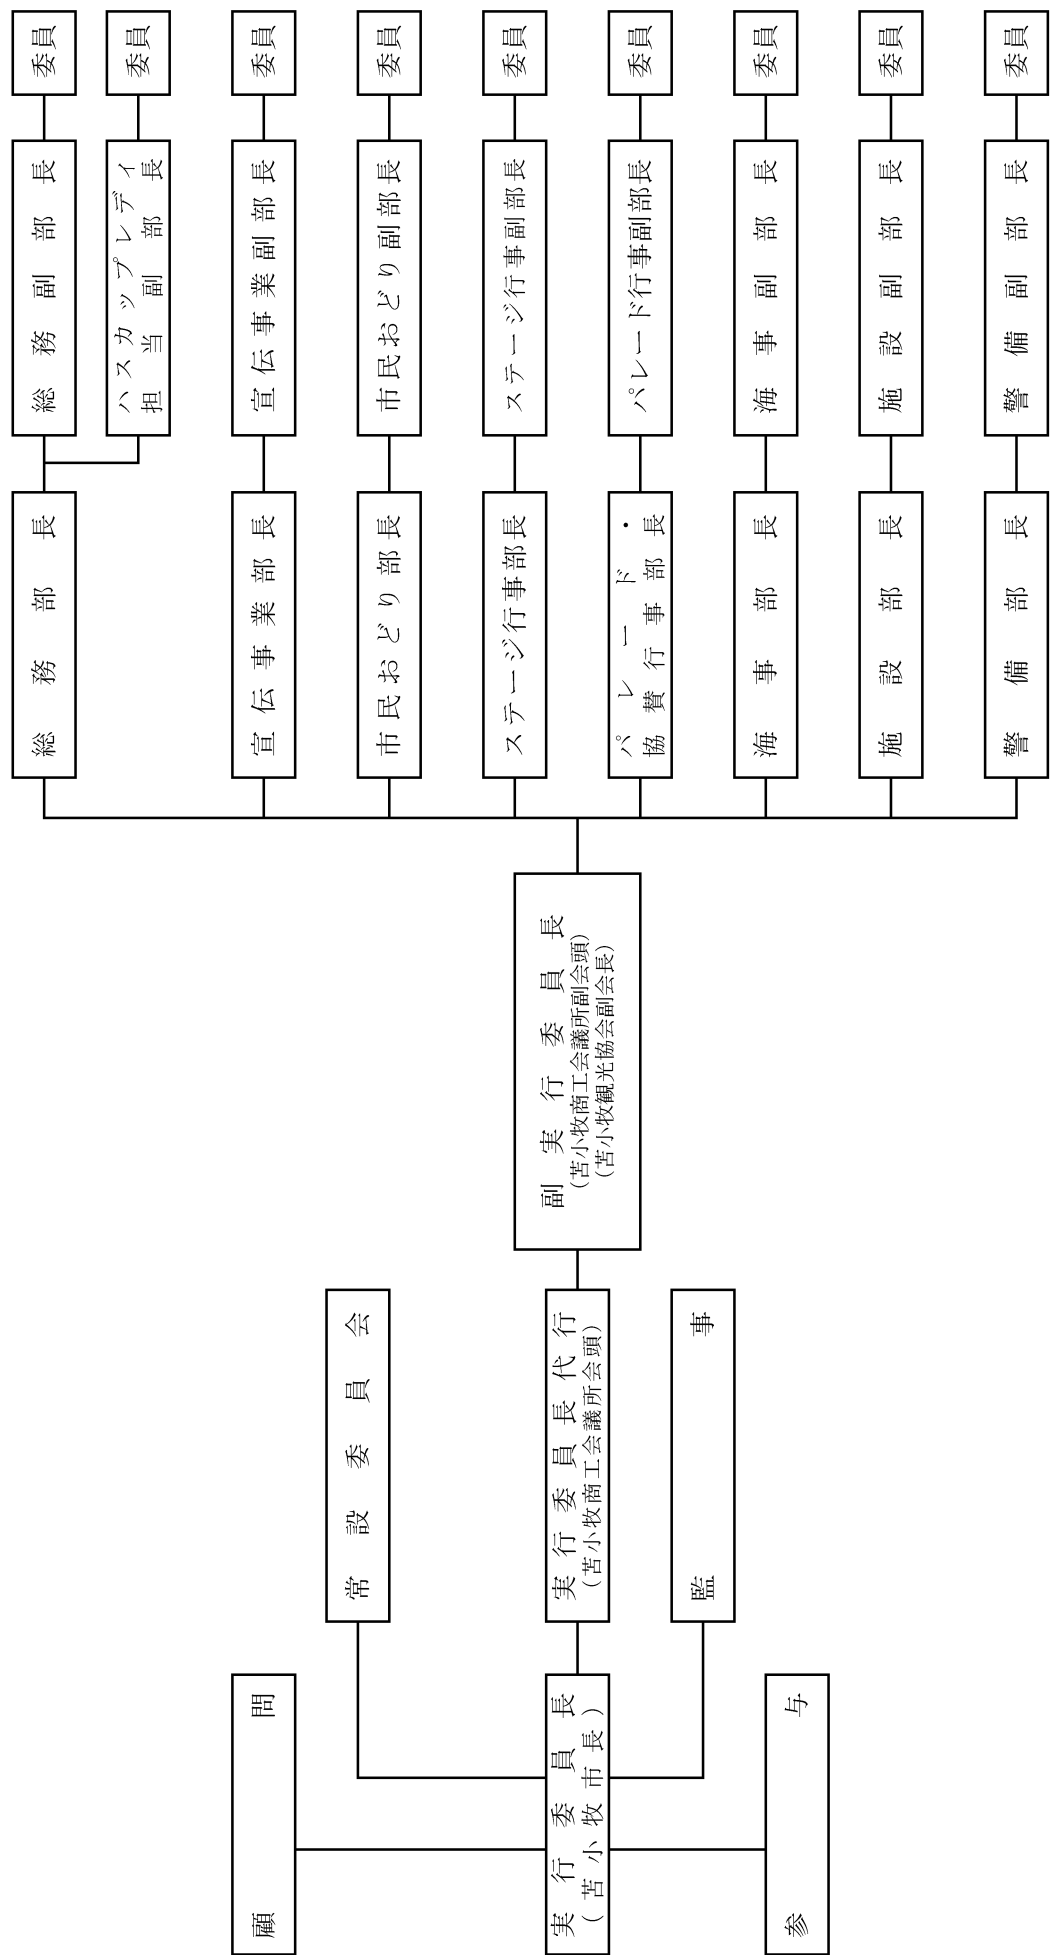 顧問
実行委員長
（苫小牧市長）
参与
常設委員会
実行委員長代行
（苫小牧商工会議所会頭）
監事
副実行委員長
（苫小牧商工会議所副会頭）
（苫小牧観光協会副会長）
総務部長
総務副部長
委員
ハスカップレディ
担当副部長
委員
宣伝事業部長
宣伝事業副部長
委員
市民おどり部長
市民おどり副部長
委員
ステージ行事部長
ステージ行事副部長
委員
パレード・
協賛行事部長
パレード行事副部長
委員
海事部長
海事副部長
委員
施設部長
施設副部長
委員
警備部長
警備副部長
委員